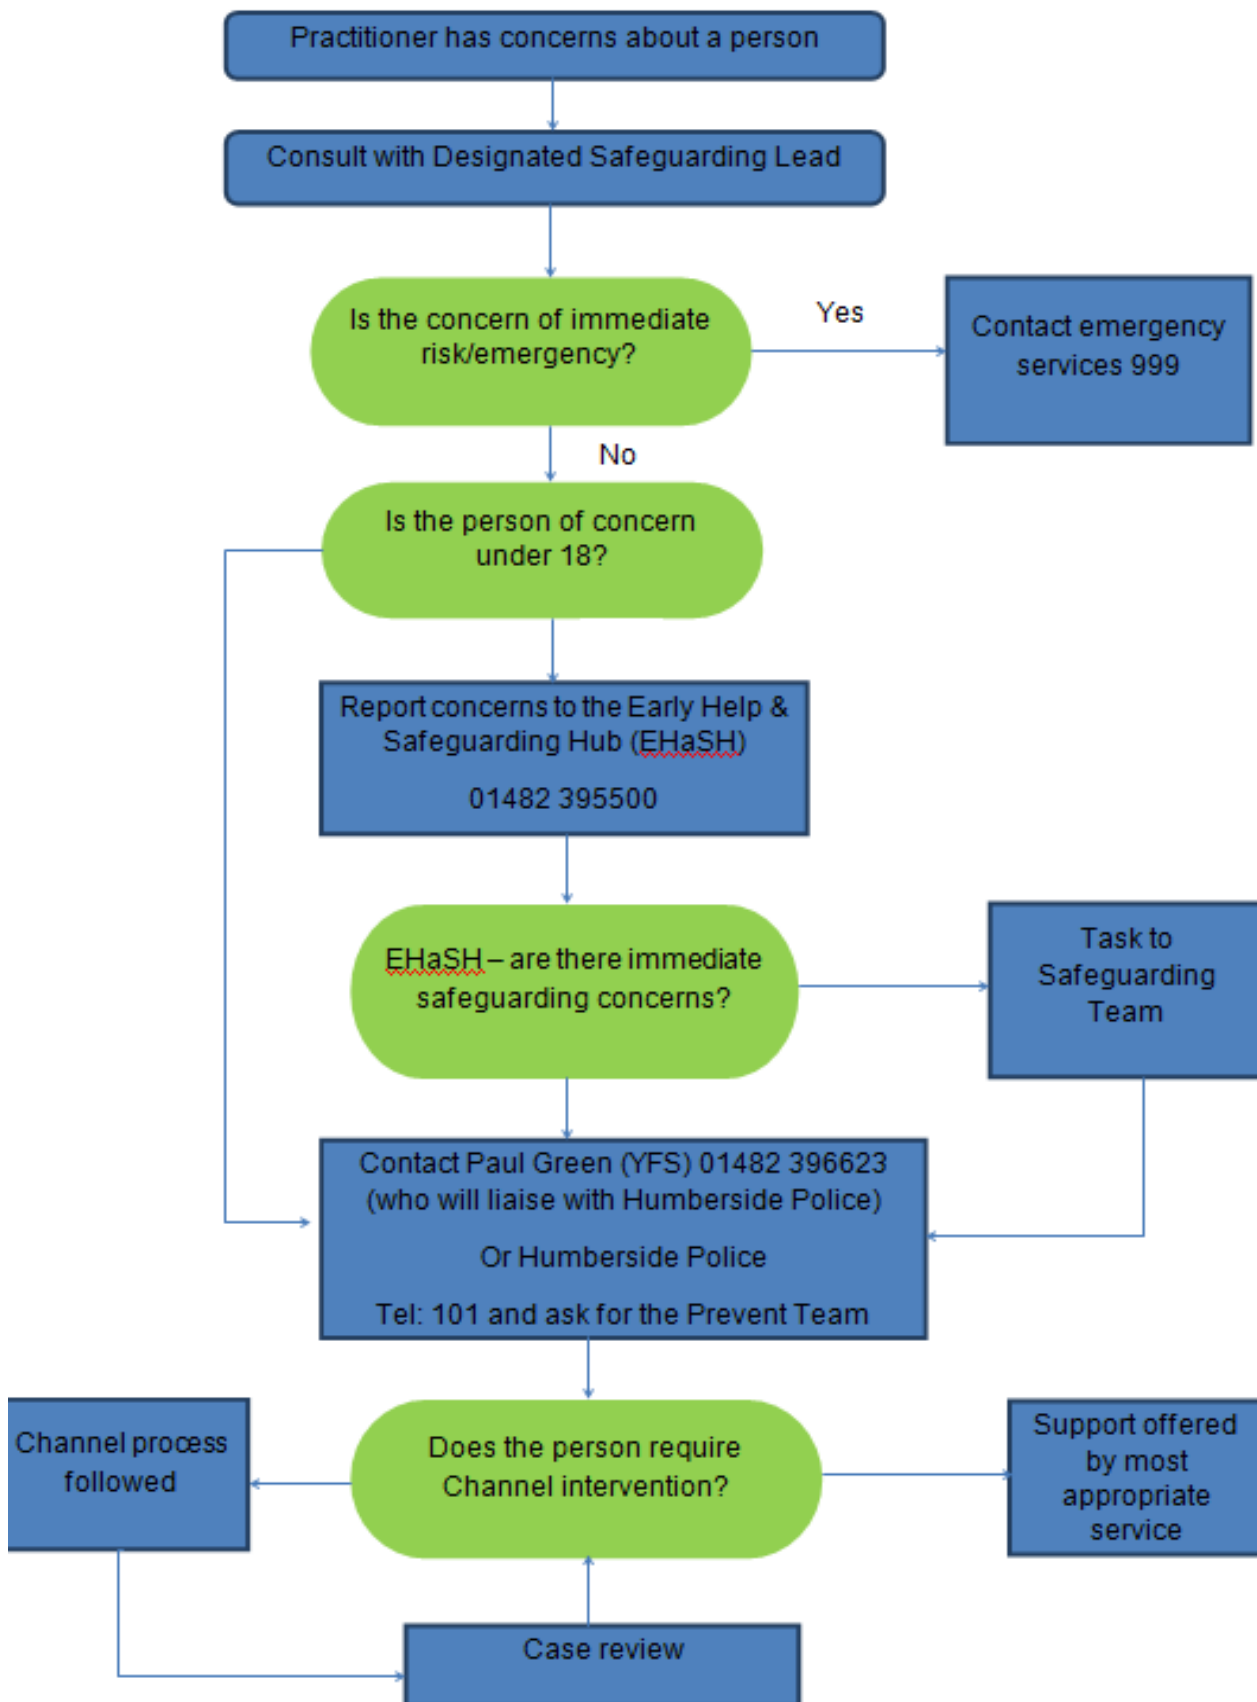 Practitioner has concerns about a person
Consult with Designated Safeguarding Lead
Is the concern of immediate
risk/emergency?
Yes
Contact emergency
services 999
No
Is the person of concern
under 18?
Report concerns to the Early Help &
Safeguarding Hub (EHaSH)
01482 395500
EHaSH – are there immediate
safeguarding concerns?
Task to
Safeguarding
Team
Contact Paul Green (YFS) 01482 396623
(who will liaise with Humberside Police)
Or Humberside Police
Tel: 101 and ask for the Prevent Team
Channel process
followed
Does the person require
Channel intervention?
Support offered
by most
appropriate
service
Case review